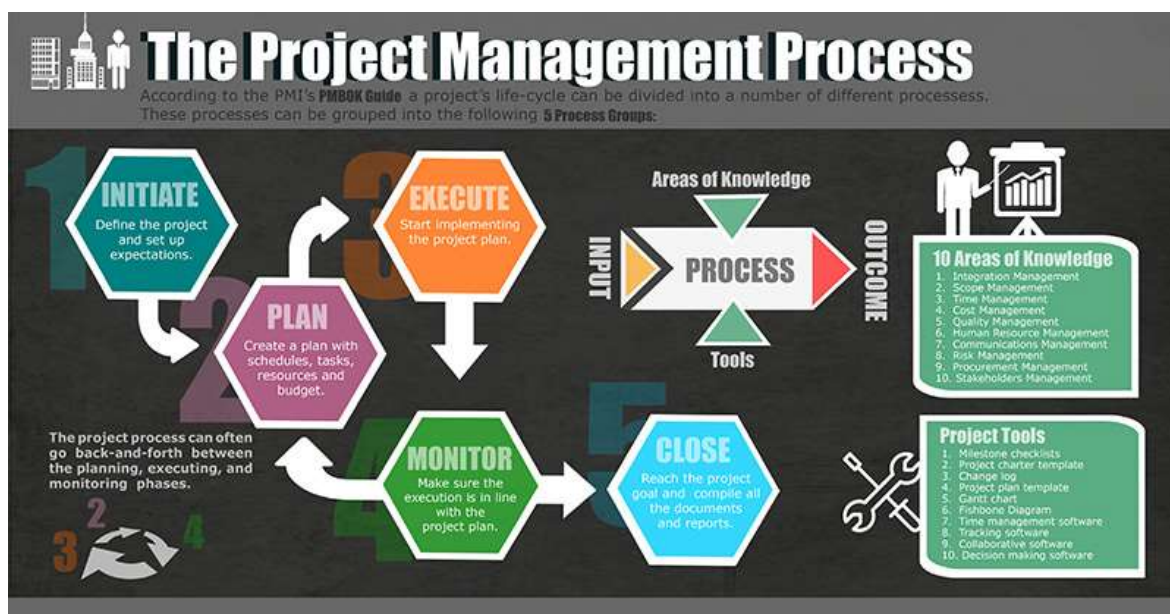 The Project Management Process
According to the PMI's PMBOK Guide a project's life-cycle can be divided into a number of different processess.
These processes can be grouped into the following 5 Process Groups:
1
INITIATE
Define the project
and set up
expectations.
2
PLAN
Create a plan with
schedules, tasks,
resources and
budget.
3
EXECUTE
Start implementing
the project plan.
4
MONITOR
Make sure the
execution is in line
with the
project plan.
5
CLOSE
Reach the project
goal and compile all
the documents
and reports.
The project process can often
go back-and-forth between
the planning, executing, and
monitoring phases.
2
3
4
Areas of Knowledge
INPUT
PROCESS
OUTCOME
Tools
10 Areas of Knowledge
1. Integration Management
2. Scope Management
3. Time Management
4. Cost Management
5. Quality Management
6. Human Resource Management
7. Communications Management
8. Risk Management
9. Procurement Management
10. Stakeholders Management
Project Tools
1. Milestone checklists
2. Project charter template
3. Change log
4. Project plan template
5. Gantt chart
6. Fishbone Diagram
7. Time management software
8. Tracking software
9. Collaborative software
10. Decision making software